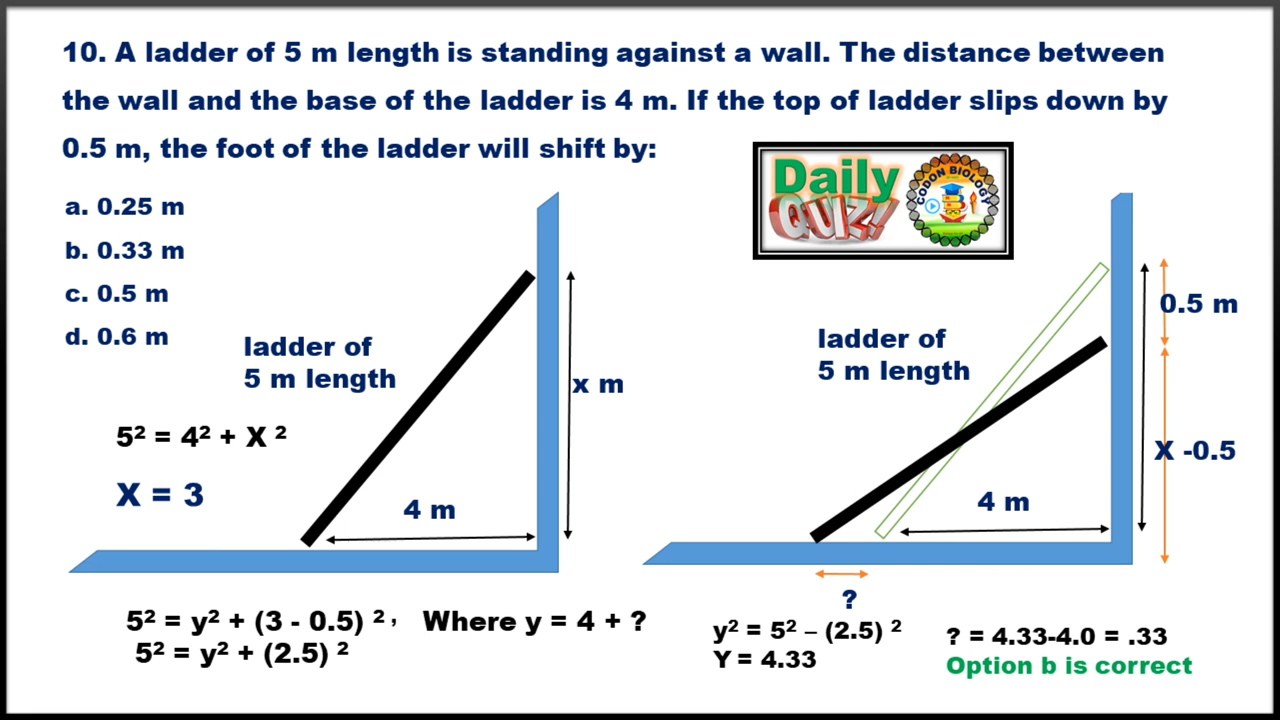 10. A ladder of 5 m length is standing against a wall. The distance between
the wall and the base of the ladder is 4 m. If the top of ladder slips down by
0.5 m, the foot of the ladder will shift by:
Daily
QUIZ!
CODON BIOLOGY
a. 0.25 m
b. 0.33 m
c. 0.5 m
d. 0.6 m
ladder of
5 m length
x m
5² = 4² + X ²
X = 3
4 m
ladder of
5 m length
0.5 m
X -0.5
4 m
?
5² = y² + (3 - 0.5) ² , Where y = 4 + ?
5² = y² + (2.5) ²
y² = 5² – (2.5) ²
Y = 4.33
? = 4.33-4.0 = .33
Option b is correct